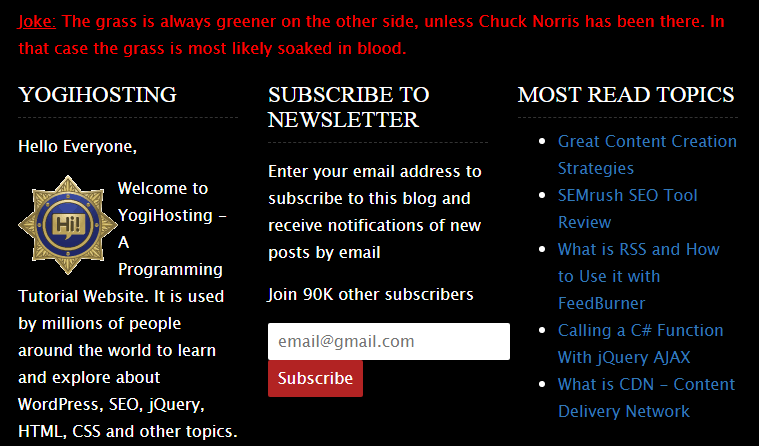 Joke: The grass is always greener on the other side, unless Chuck Norris has been there. In
that case the grass is most likely soaked in blood.
YOGIHOSTING
Hello Everyone,
Hi!
Welcome to
YogiHosting -
A
Programming
Tutorial Website. It is used
by millions of people
around the world to learn
and explore about
WordPress, SEO, jQuery,
HTML, CSS and other topics.
SUBSCRIBE TO
NEWSLETTER
Enter your email address to
subscribe to this blog and
receive notifications of new
posts by email
Join 90K other subscribers
email@gmail.com
Subscribe
MOST READ TOPICS
Great Content Creation
Strategies
SEMrush SEO Tool
Review
What is RSS and How
to Use it with
FeedBurner
Calling a C# Function
With jQuery AJAX
What is CDN – Content
Delivery Network